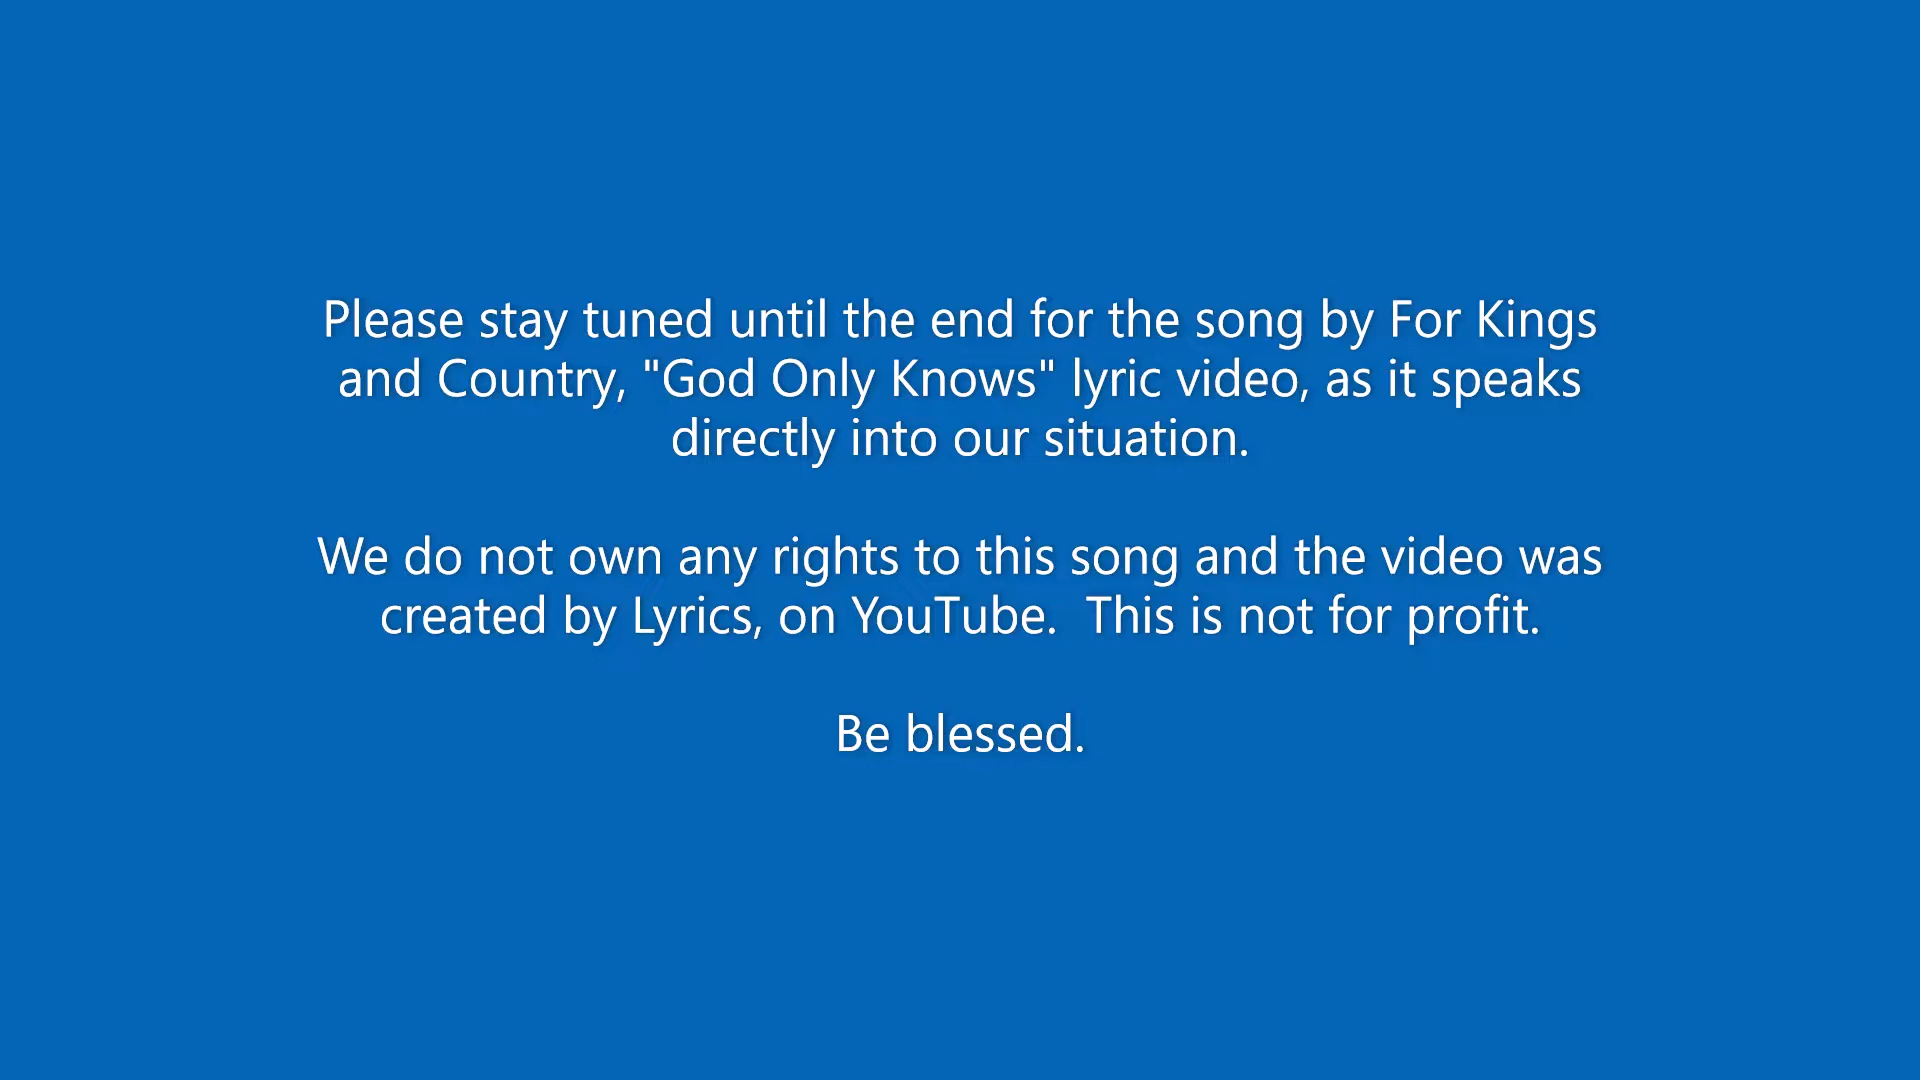 Please stay tuned until the end for the song by For Kings
and Country, "God Only Knows" lyric video, as it speaks
directly into our situation.
We do not own any rights to this song and the video was
created by Lyrics, on YouTube.  This is not for profit.
Be blessed.